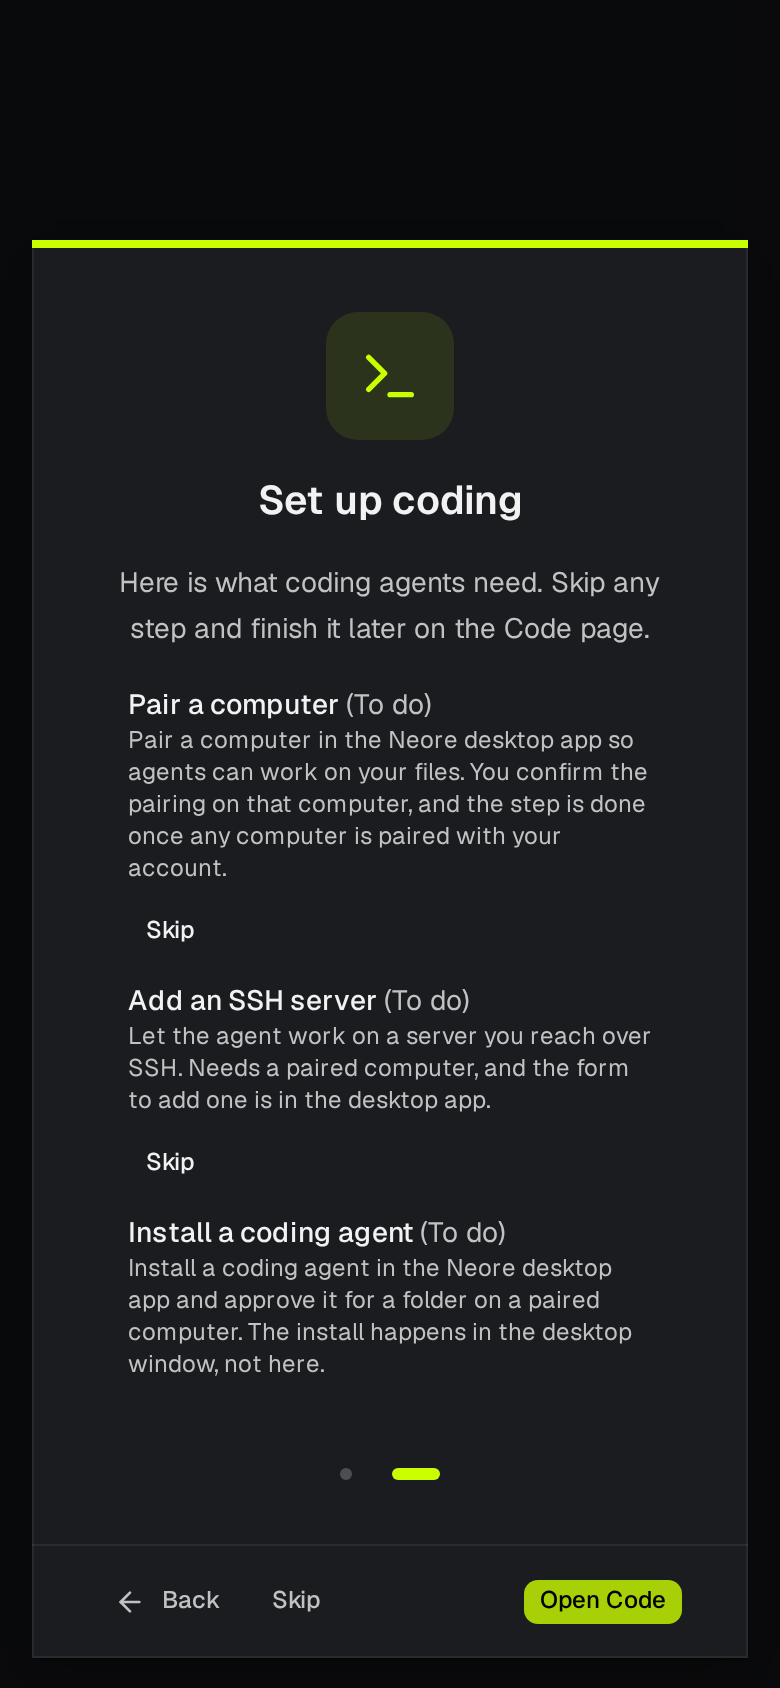 Set up coding
Here is what coding agents need. Skip any
step and finish it later on the Code page.
Pair a computer (To do)
Pair a computer in the Neore desktop app so
agents can work on your files. You confirm the
pairing on that computer, and the step is done
once any computer is paired with your
account.
Skip
Add an SSH server (To do)
Let the agent work on a server you reach over
SSH. Needs a paired computer, and the form
to add one is in the desktop app.
Skip
Install a coding agent (To do)
Install a coding agent in the Neore desktop
app and approve it for a folder on a paired
computer. The install happens in the desktop
window, not here.
Back Skip Open Code